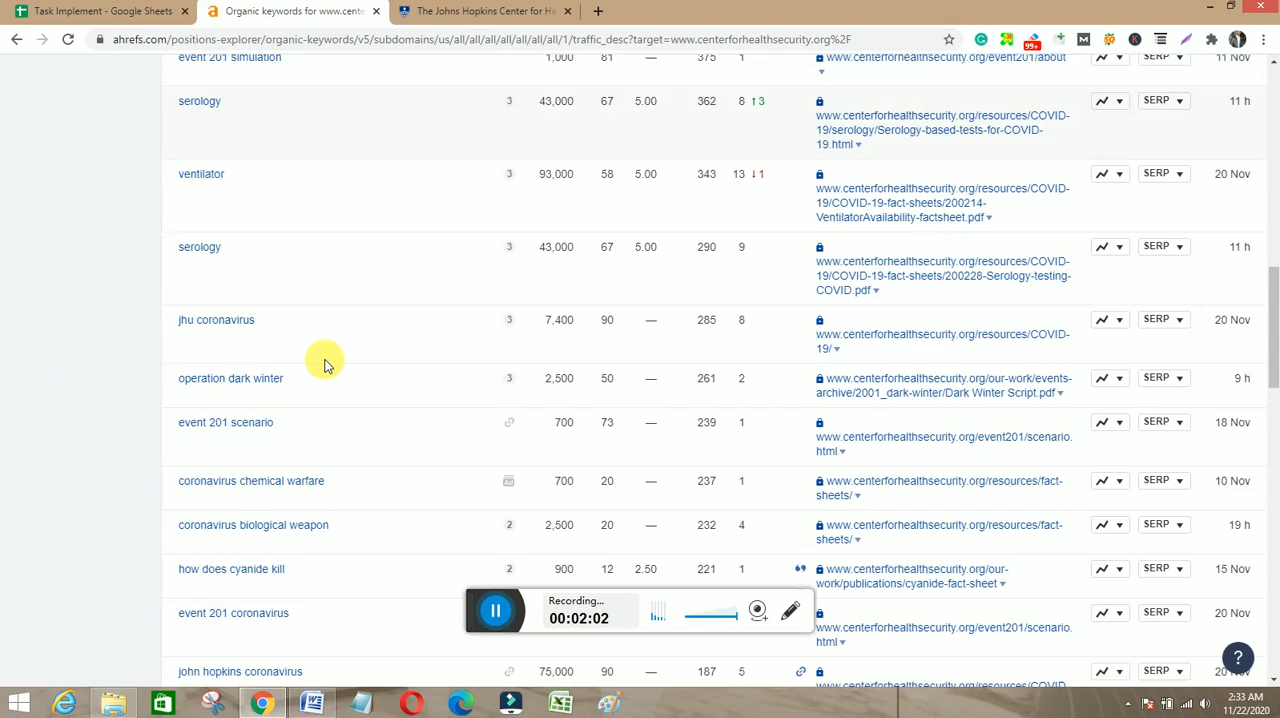 Task Implement - Google Sheets
Organic keywords for www.cente
The Johns Hopkins Center for He
ahrefs.com/positions-explorer/organic-keywords/v5/subdomains/us/all/all/all/all/all/all/all/1/traffic_desc?target=www.centerforhealthsecurity.org%2F
99+
event 201 simulation 1,000 81 — 375 1 www.centerforhealthsecurity.org/event201/about SERP 11 Nov
serology 3 43,000 67 5.00 362 8 ↑3 SERP 11 h
www.centerforhealthsecurity.org/resources/COVID-
19/serology/Serology-based-tests-for-COVID-
19.html
ventilator 3 93,000 58 5.00 343 13 ↓1 SERP 20 Nov
www.centerforhealthsecurity.org/resources/COVID-
19/COVID-19-fact-sheets/200214-
VentilatorAvailability-factsheet.pdf
serology 3 43,000 67 5.00 290 9 SERP 11 h
www.centerforhealthsecurity.org/resources/COVID-
19/COVID-19-fact-sheets/200228-Serology-testing-
COVID.pdf
jhu coronavirus 3 7,400 90 — 285 8 SERP 20 Nov
www.centerforhealthsecurity.org/resources/COVID-
19/
operation dark winter 3 2,500 50 — 261 2 www.centerforhealthsecurity.org/our-work/events- SERP 9 h
archive/2001_dark-winter/Dark Winter Script.pdf
event 201 scenario 700 73 — 239 1 SERP 18 Nov
www.centerforhealthsecurity.org/event201/scenario.
html
coronavirus chemical warfare 700 20 — 237 1 www.centerforhealthsecurity.org/resources/fact- SERP 10 Nov
sheets/
coronavirus biological weapon 2 2,500 20 — 232 4 www.centerforhealthsecurity.org/resources/fact- SERP 19 h
sheets/
how does cyanide kill 2 900 12 2.50 221 1 www.centerforhealthsecurity.org/our- SERP 15 Nov
work/publications/cyanide-fact-sheet
Recording...
00:02:02
event 201 coronavirus SERP 20 Nov
www.centerforhealthsecurity.org/event201/scenario.
html
john hopkins coronavirus 75,000 90 — 187 5 SERP 20 Nov
www.centerforhealthsecurity.org/resources/COVID-
?
2:33 AM
11/22/2020